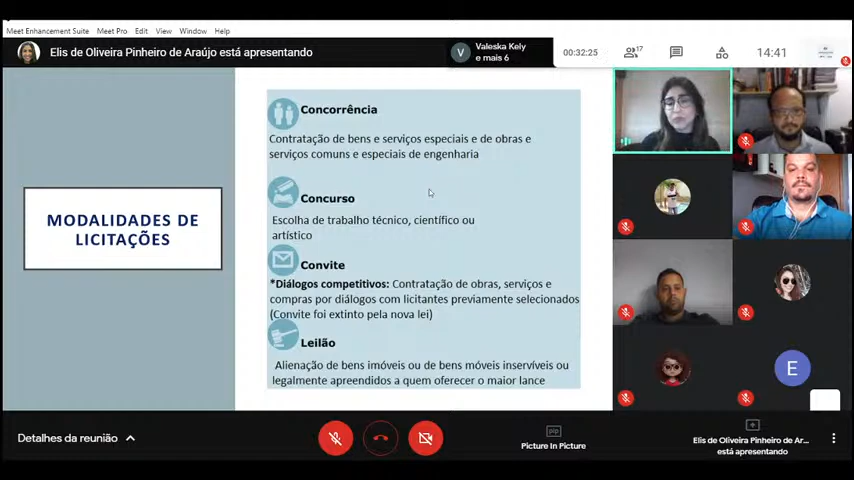 Meet Enhancement Suite Meet Pro Edit View Window Help
Elis de Oliveira Pinheiro de Araújo está apresentando
V
Valeska Kely
e mais 6
00:32:25
17
14:41
MODALIDADES DE
LICITAÇÕES
Concorrência
Contratação de bens e serviços especiais e de obras e
serviços comuns e especiais de engenharia
Concurso
Escolha de trabalho técnico, científico ou
artístico
Convite
*Diálogos competitivos: Contratação de obras, serviços e
compras por diálogos com licitantes previamente selecionados
(Convite foi extinto pela nova lei)
Leilão
Alienação de bens imóveis ou de bens móveis inservíveis ou
legalmente apreendidos a quem oferecer o maior lance
E
Detalhes da reunião
pip
Picture In Picture
Elis de Oliveira Pinheiro de Ar...
está apresentando